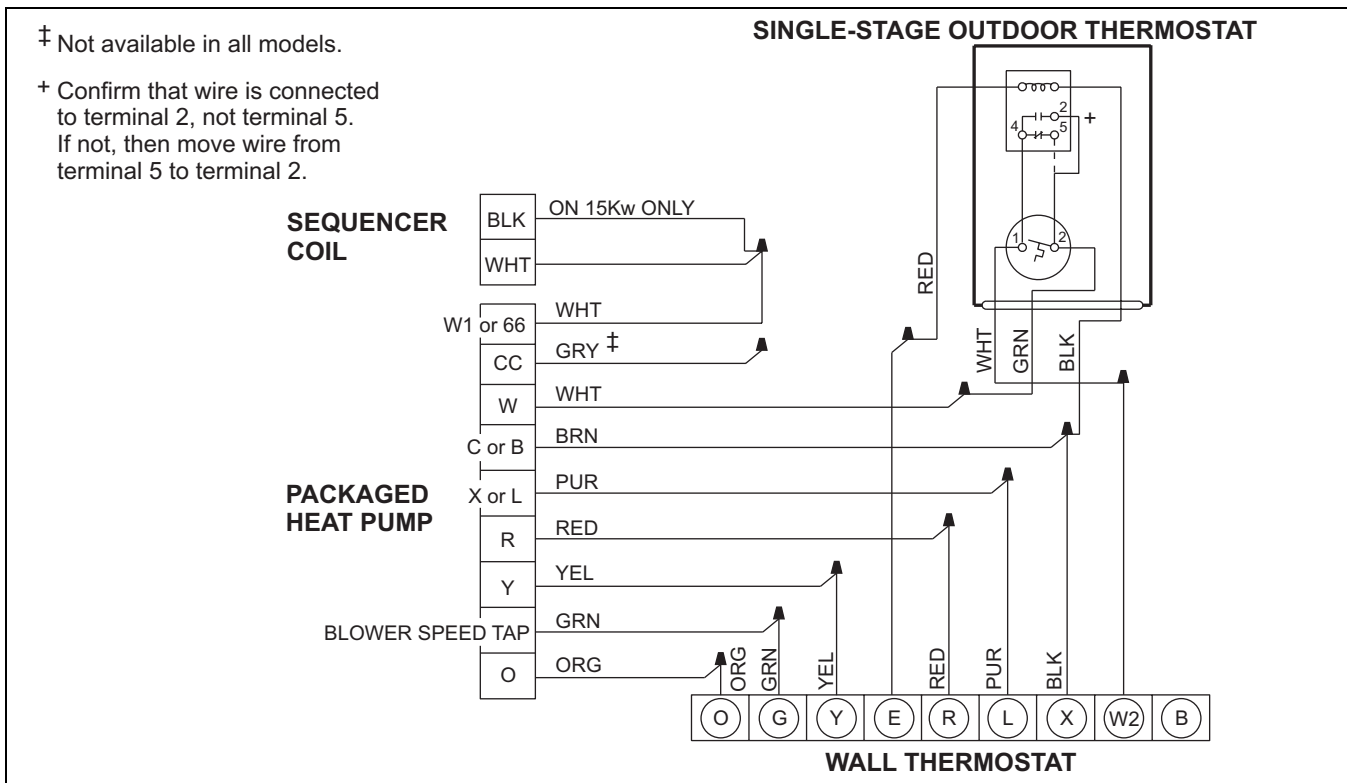 ‡ Not available in all models.
+ Confirm that wire is connected
to terminal 2, not terminal 5.
If not, then move wire from
terminal 5 to terminal 2.
SINGLE-STAGE OUTDOOR THERMOSTAT
2
+
4
5
1
2
RED
WHT
GRN
BLK
SEQUENCER
COIL
BLK
ON 15Kw ONLY
WHT
W1 or 66
WHT
CC
GRY ‡
W
WHT
C or B
BRN
PACKAGED
HEAT PUMP
X or L
PUR
R
RED
Y
YEL
BLOWER SPEED TAP
GRN
O
ORG
ORG
GRN
YEL
RED
PUR
BLK
O
G
Y
E
R
L
X
W2
B
WALL THERMOSTAT